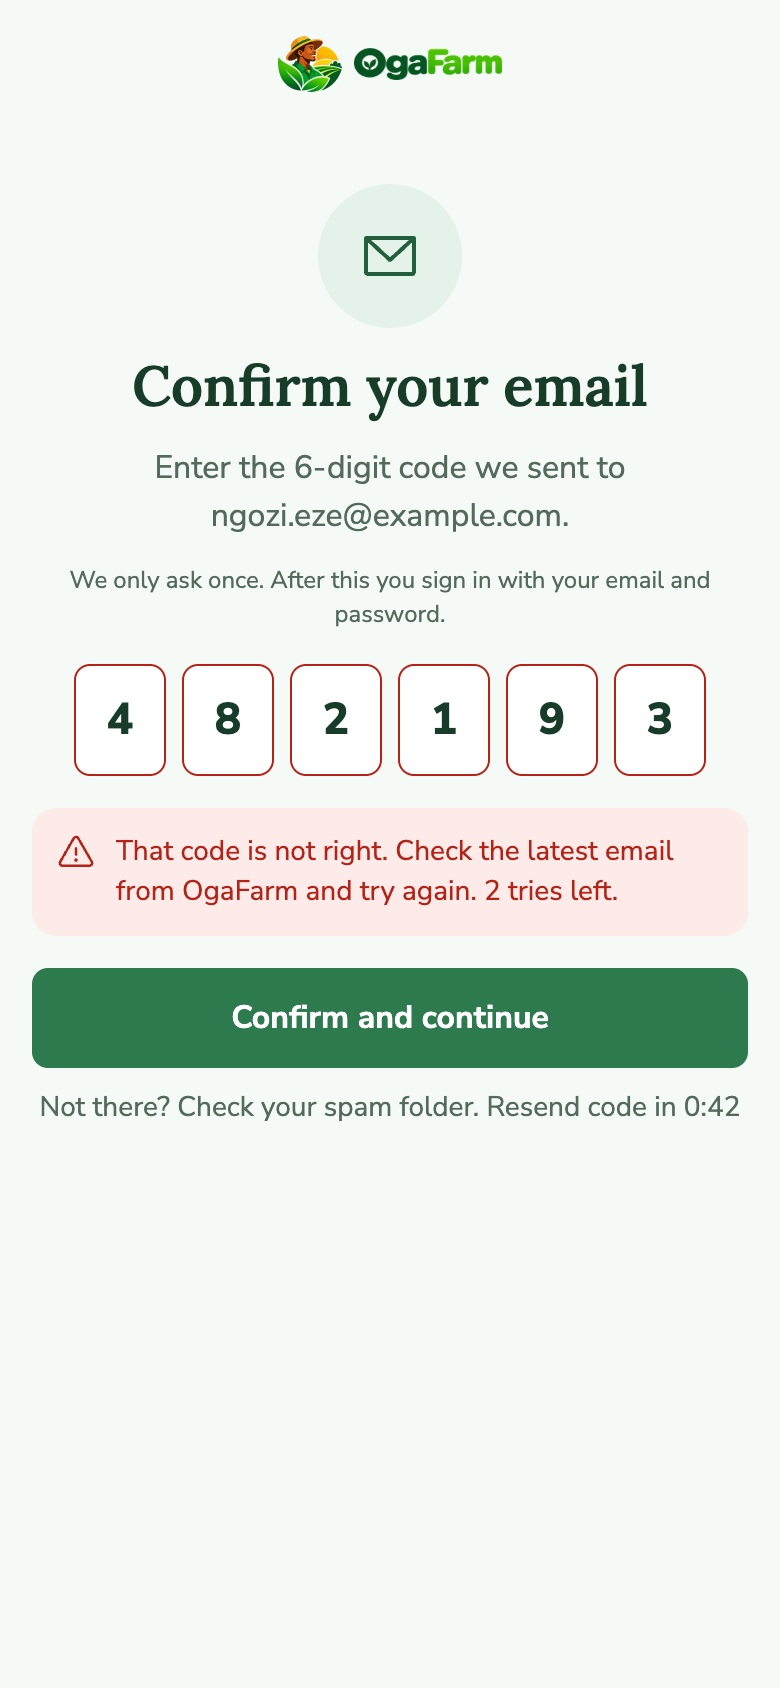 OgaFarm
Confirm your email
Enter the 6-digit code we sent to
ngozi.eze@example.com.
We only ask once. After this you sign in with your email and
password.
4 8 2 1 9 3
That code is not right. Check the latest email
from OgaFarm and try again. 2 tries left.
Confirm and continue
Not there? Check your spam folder. Resend code in 0:42